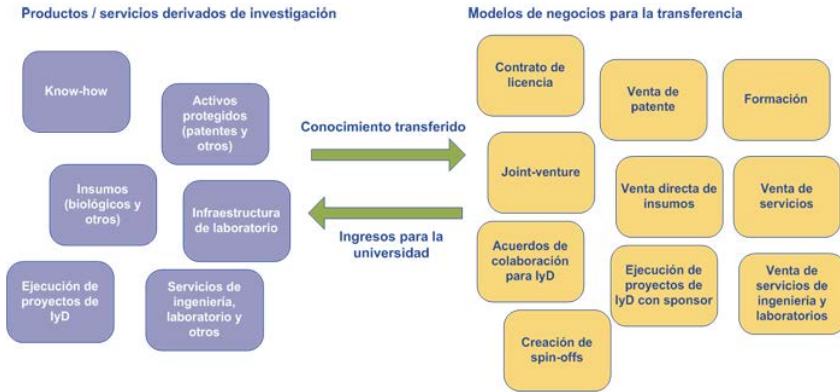 Productos / servicios derivados de investigación
Know-how
Activos
protegidos
(patentes y
otros)
Insumos
(biológicos y
otros)
Infraestructura
de laboratorio
Ejecución de
proyectos de
IyD
Servicios de
ingeniería,
laboratorio y
otros
Conocimiento transferido
Ingresos para la
universidad
Modelos de negocios para la transferencia
Contrato de
licencia
Venta de
patente
Formación
Joint-venture
Venta directa de
insumos
Venta de
servicios
Acuerdos de
colaboración
para IyD
Ejecución de
proyectos de
IyD con sponsor
Venta de
servicios de
ingeniería y
laboratorios
Creación de
spin-offs